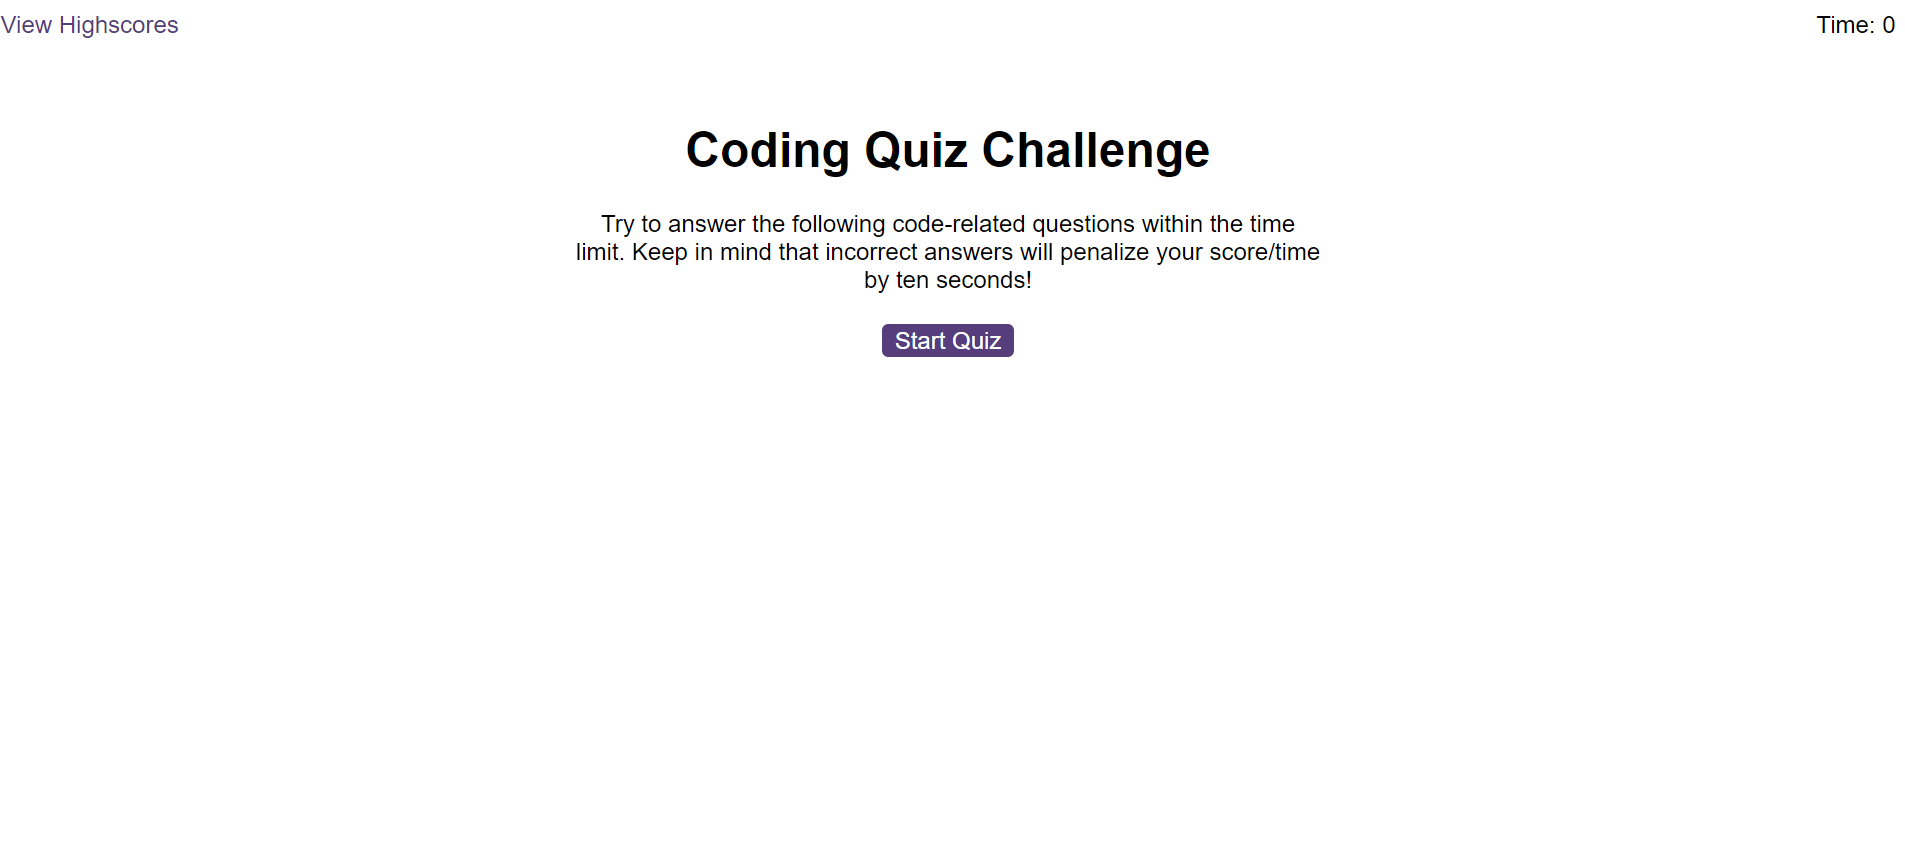 View Highscores
Time: 0
Coding Quiz Challenge
Try to answer the following code-related questions within the time
limit. Keep in mind that incorrect answers will penalize your score/time
by ten seconds!
Start Quiz